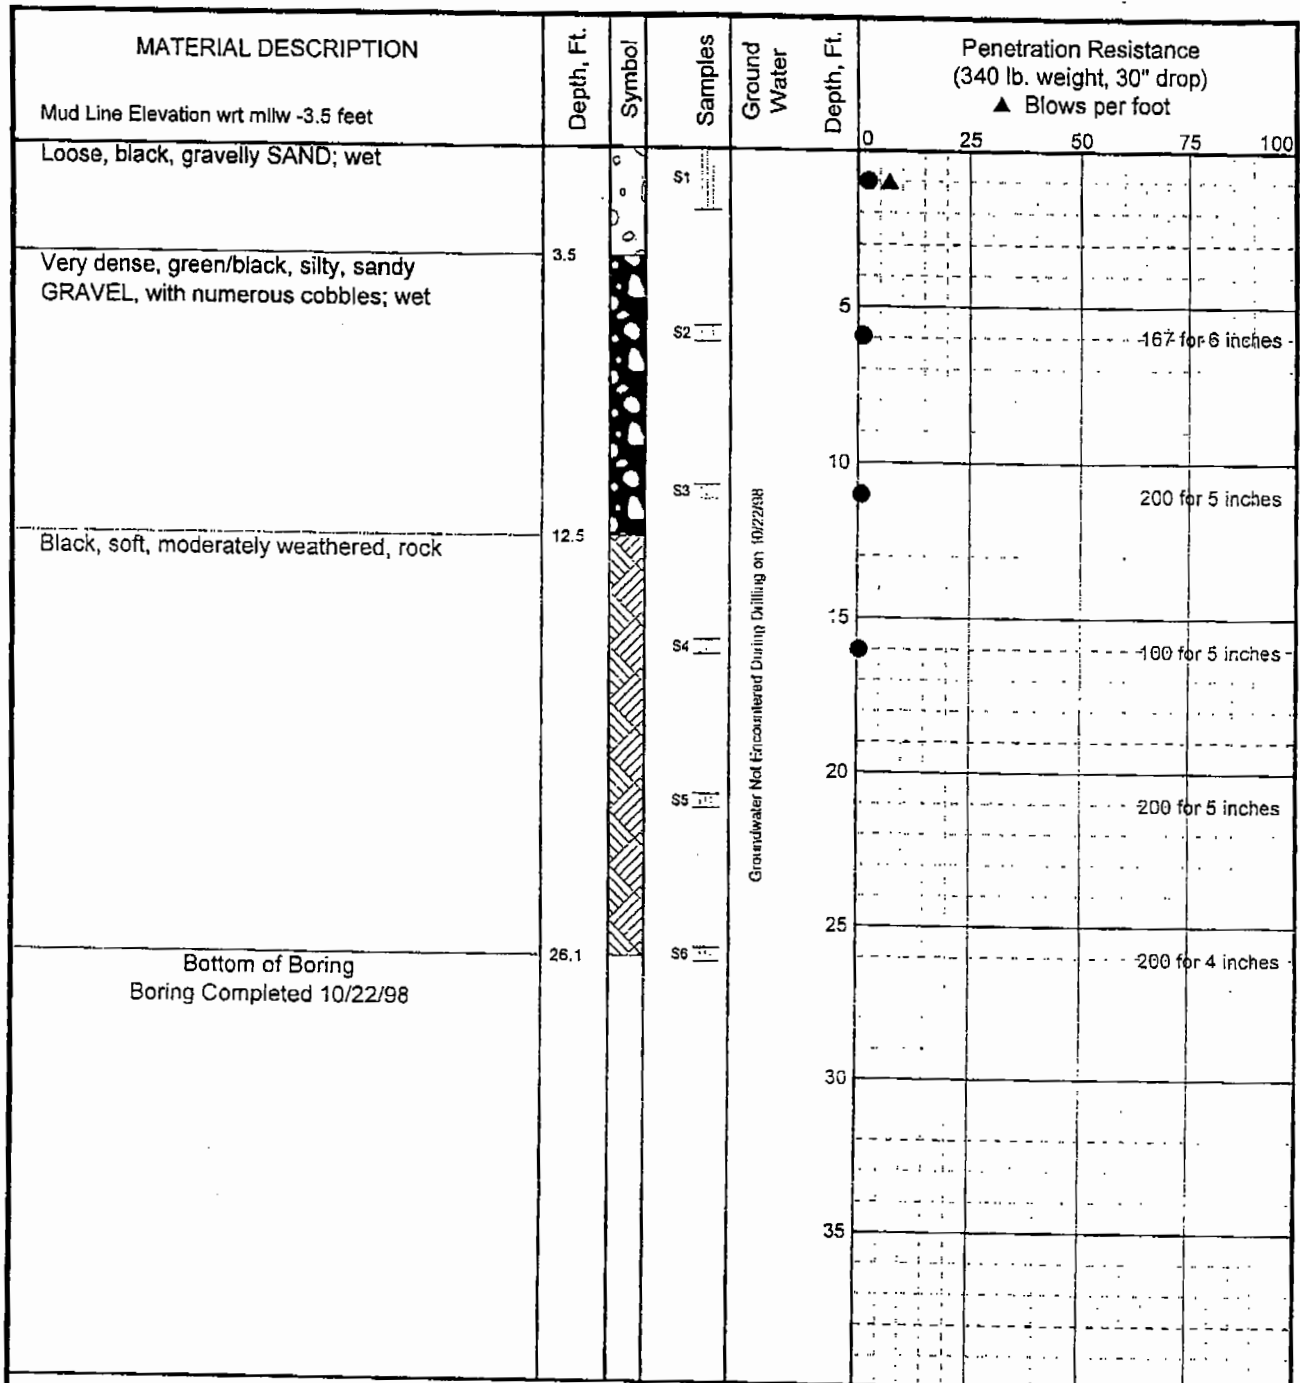 MATERIAL DESCRIPTION
Mud Line Elevation wrt mllw -3.5 feet
Depth, Ft.
Symbol
Samples
Ground
Water
Depth, Ft.
Penetration Resistance
(340 lb. weight, 30" drop)
▲ Blows per foot
0 25 50 75 100
Loose, black, gravelly SAND; wet
S1
3.5
Very dense, green/black, silty, sandy
GRAVEL, with numerous cobbles; wet
5
S2
167 for 6 inches
10
S3
200 for 5 inches
12.5
Black, soft, moderately weathered, rock
Groundwater Not Encountered During Drilling on 10/22/98
15
S4
100 for 5 inches
20
S5
200 for 5 inches
25
26.1
S6
200 for 4 inches
Bottom of Boring
Boring Completed 10/22/98
30
35